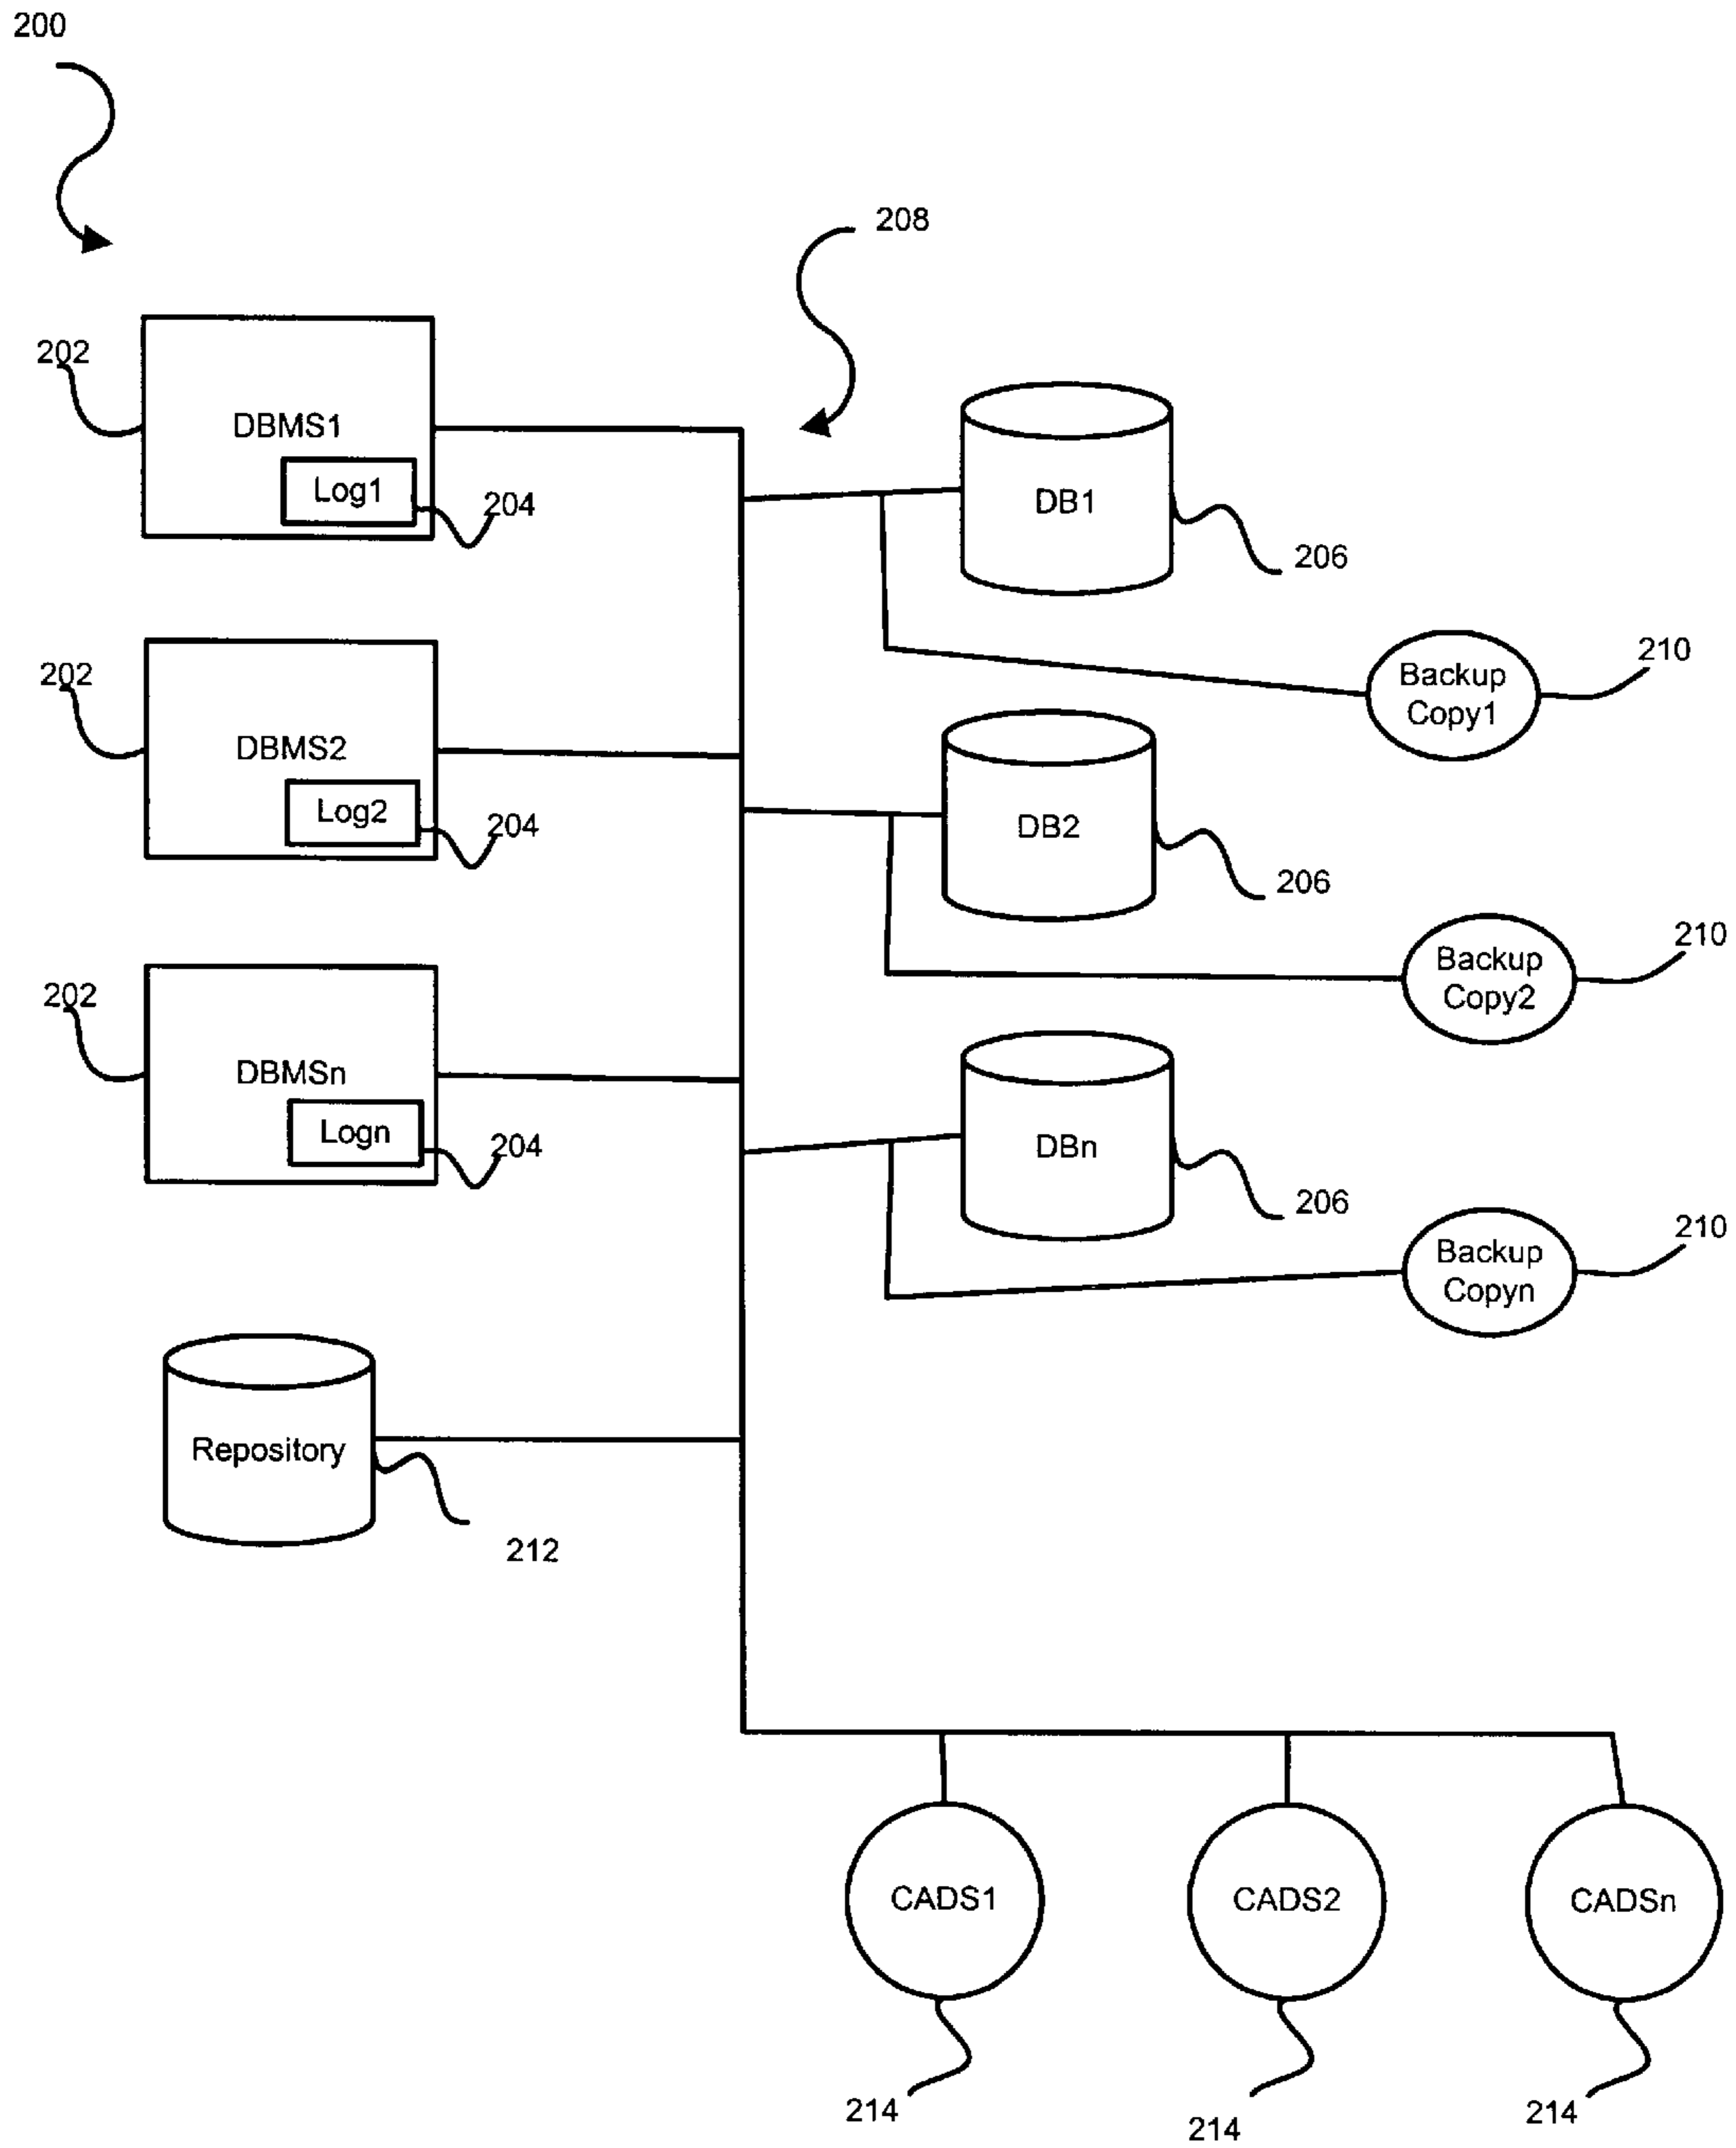 200
208
202
DBMS1
Log1
204
DB1
206
202
DBMS2
Log2
204
Backup
Copy1
210
DB2
206
202
DBMSn
Logn
204
Backup
Copy2
210
DBn
206
Backup
Copyn
210
Repository
212
CADS1
CADS2
CADSn
214
214
214